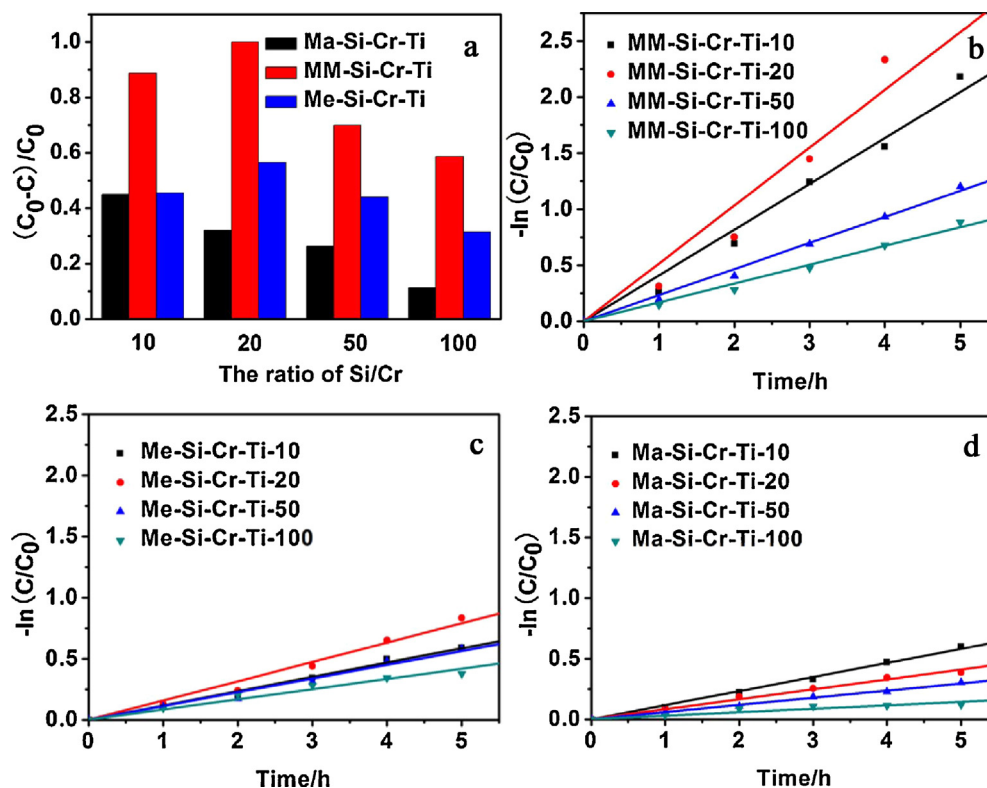 a
(C0-C)/C0
1.0
0.8
0.6
0.4
0.2
0.0
Ma-Si-Cr-Ti
MM-Si-Cr-Ti
Me-Si-Cr-Ti
10 20 50 100
The ratio of Si/Cr
b
-ln(C/C0)
2.5
2.0
1.5
1.0
0.5
0.0
MM-Si-Cr-Ti-10
MM-Si-Cr-Ti-20
MM-Si-Cr-Ti-50
MM-Si-Cr-Ti-100
0 1 2 3 4 5
Time/h
c
-ln(C/C0)
2.5
2.0
1.5
1.0
0.5
0.0
Me-Si-Cr-Ti-10
Me-Si-Cr-Ti-20
Me-Si-Cr-Ti-50
Me-Si-Cr-Ti-100
0 1 2 3 4 5
Time/h
d
-ln(C/C0)
2.5
2.0
1.5
1.0
0.5
0.0
Ma-Si-Cr-Ti-10
Ma-Si-Cr-Ti-20
Ma-Si-Cr-Ti-50
Ma-Si-Cr-Ti-100
0 1 2 3 4 5
Time/h